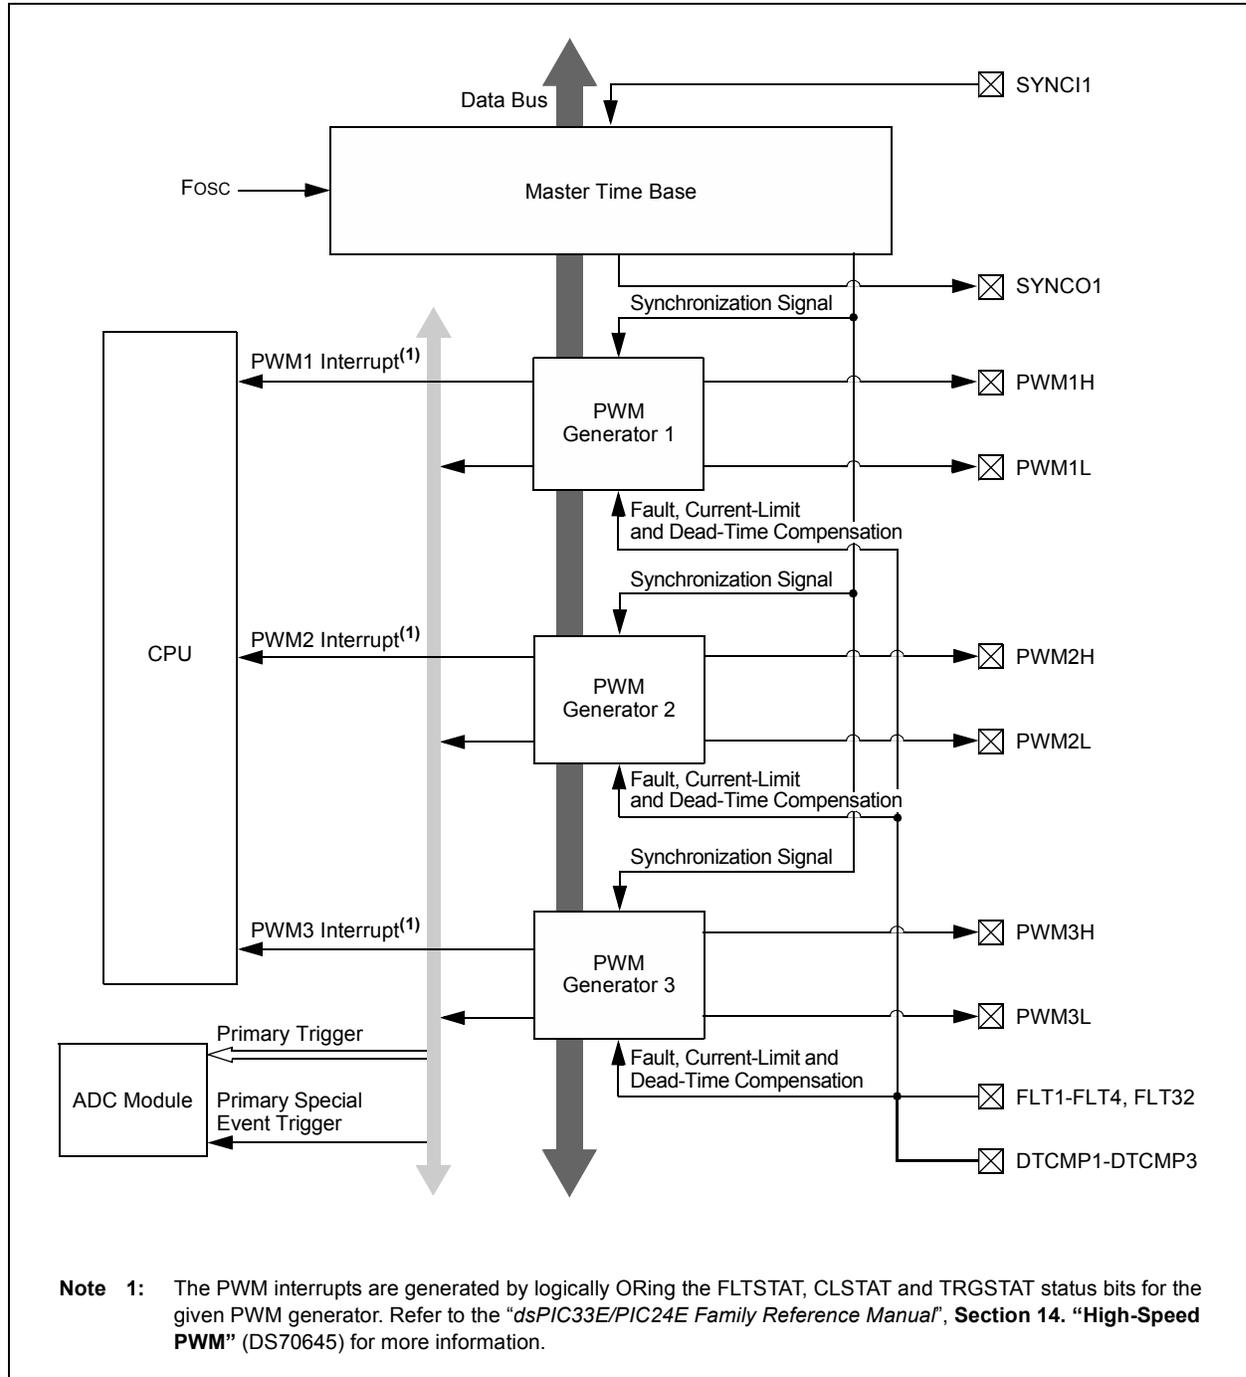 SYNCI1
Data Bus
Master Time Base
FOSC
SYNCO1
Synchronization Signal
PWM1 Interrupt(1)
PWM1H
PWM
Generator 1
PWM1L
Fault, Current-Limit
and Dead-Time Compensation
Synchronization Signal
CPU
PWM2 Interrupt(1)
PWM2H
PWM
Generator 2
PWM2L
Fault, Current-Limit
and Dead-Time Compensation
Synchronization Signal
PWM3 Interrupt(1)
PWM3H
PWM
Generator 3
PWM3L
Primary Trigger
Fault, Current-Limit and
Dead-Time Compensation
ADC Module
Primary Special
Event Trigger
FLT1-FLT4, FLT32
DTCMP1-DTCMP3
Note 1: The PWM interrupts are generated by logically ORing the FLTSTAT, CLSTAT and TRGSTAT status bits for the
given PWM generator. Refer to the “dsPIC33E/PIC24E Family Reference Manual”, Section 14. “High-Speed
PWM” (DS70645) for more information.